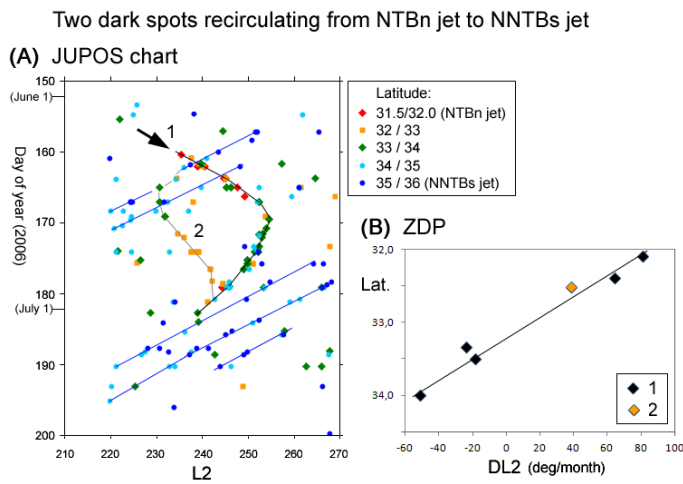 Two dark spots recirculating from NTBn jet to NNTBs jet
(A) JUPOS chart
150
(June 1)
160
170
180
(July 1)
190
200
Day of year (2006)
210 220 230 240 250 260 270
L2
1
2
Latitude:
31.5/32.0 (NTBn jet)
32 / 33
33 / 34
34 / 35
35 / 36 (NNTBs jet)
(B) ZDP
32,0
Lat.
33,0
34,0
-60 -40 -20 0 20 40 60 80 100
DL2 (deg/month)
1
2